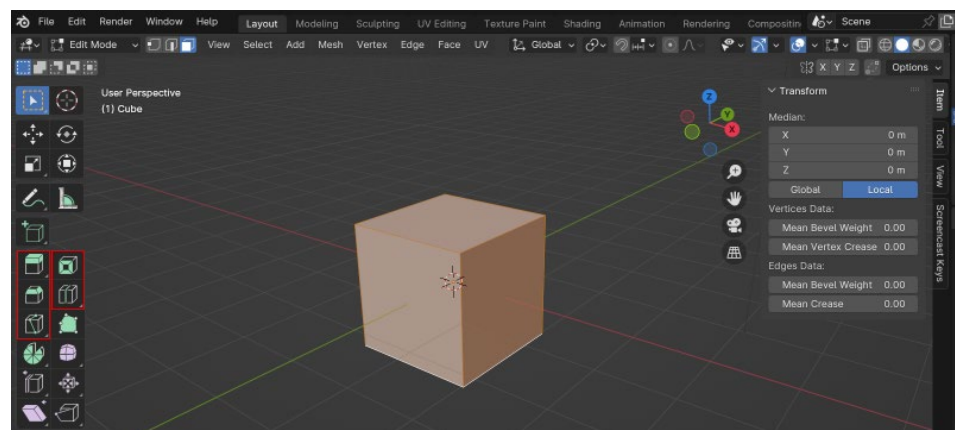 File Edit Render Window Help Layout Modeling Sculpting UV Editing Texture Paint Shading Animation Rendering Compositin Scene
Edit Mode View Select Add Mesh Vertex Edge Face UV Global
X Y Z Options
User Perspective
(1) Cube
Z
Y
X
Transform
Median:
X 0 m
Y 0 m
Z 0 m
Global Local
Vertices Data:
Mean Bevel Weight 0.00
Mean Vertex Crease 0.00
Edges Data:
Mean Bevel Weight 0.00
Mean Crease 0.00
Item
Tool
View
Screencast Keys